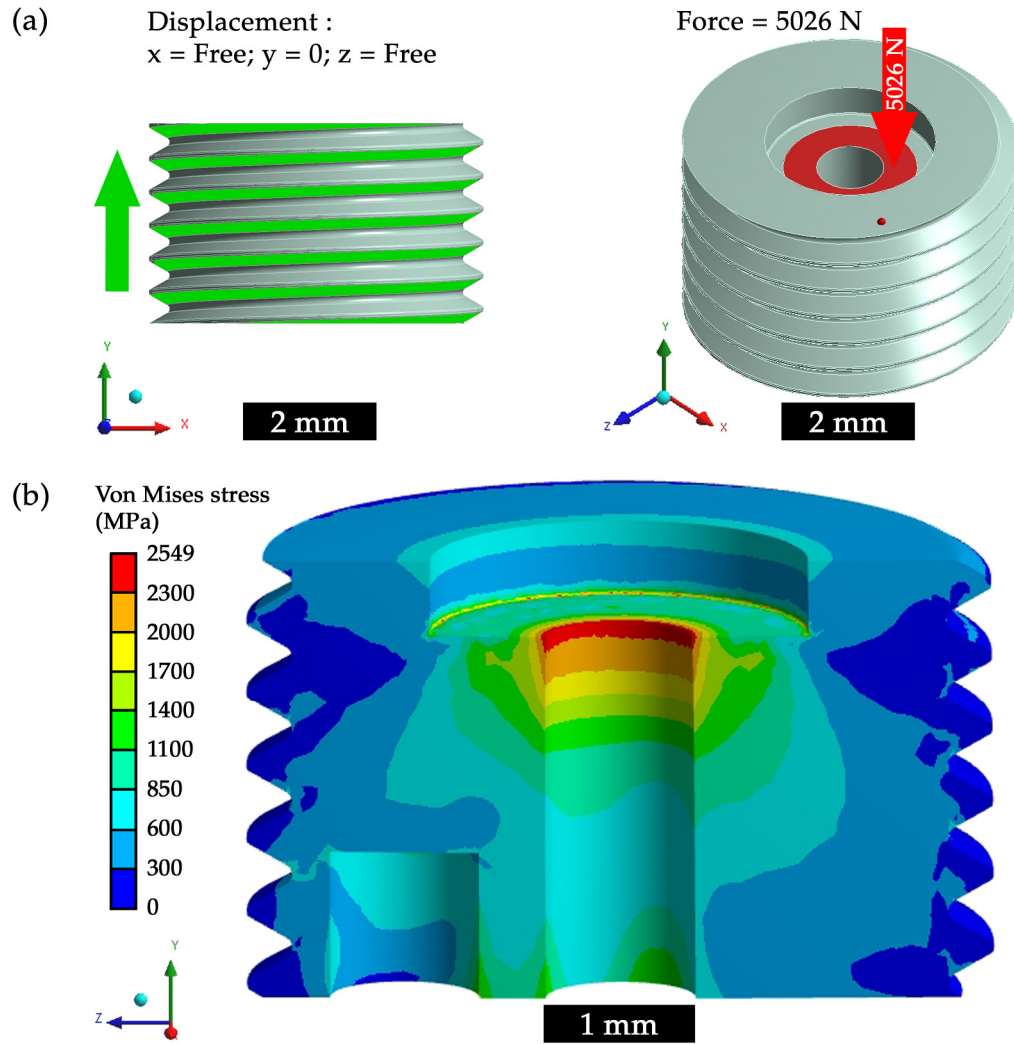 (a)
Displacement :
x = Free; y = 0; z = Free
Force = 5026 N
5026 N
Y
X
2 mm
Y
Z
X
2 mm
(b)
Von Mises stress
(MPa)
2549
2300
2000
1700
1400
1100
850
600
300
0
Y
Z
1 mm